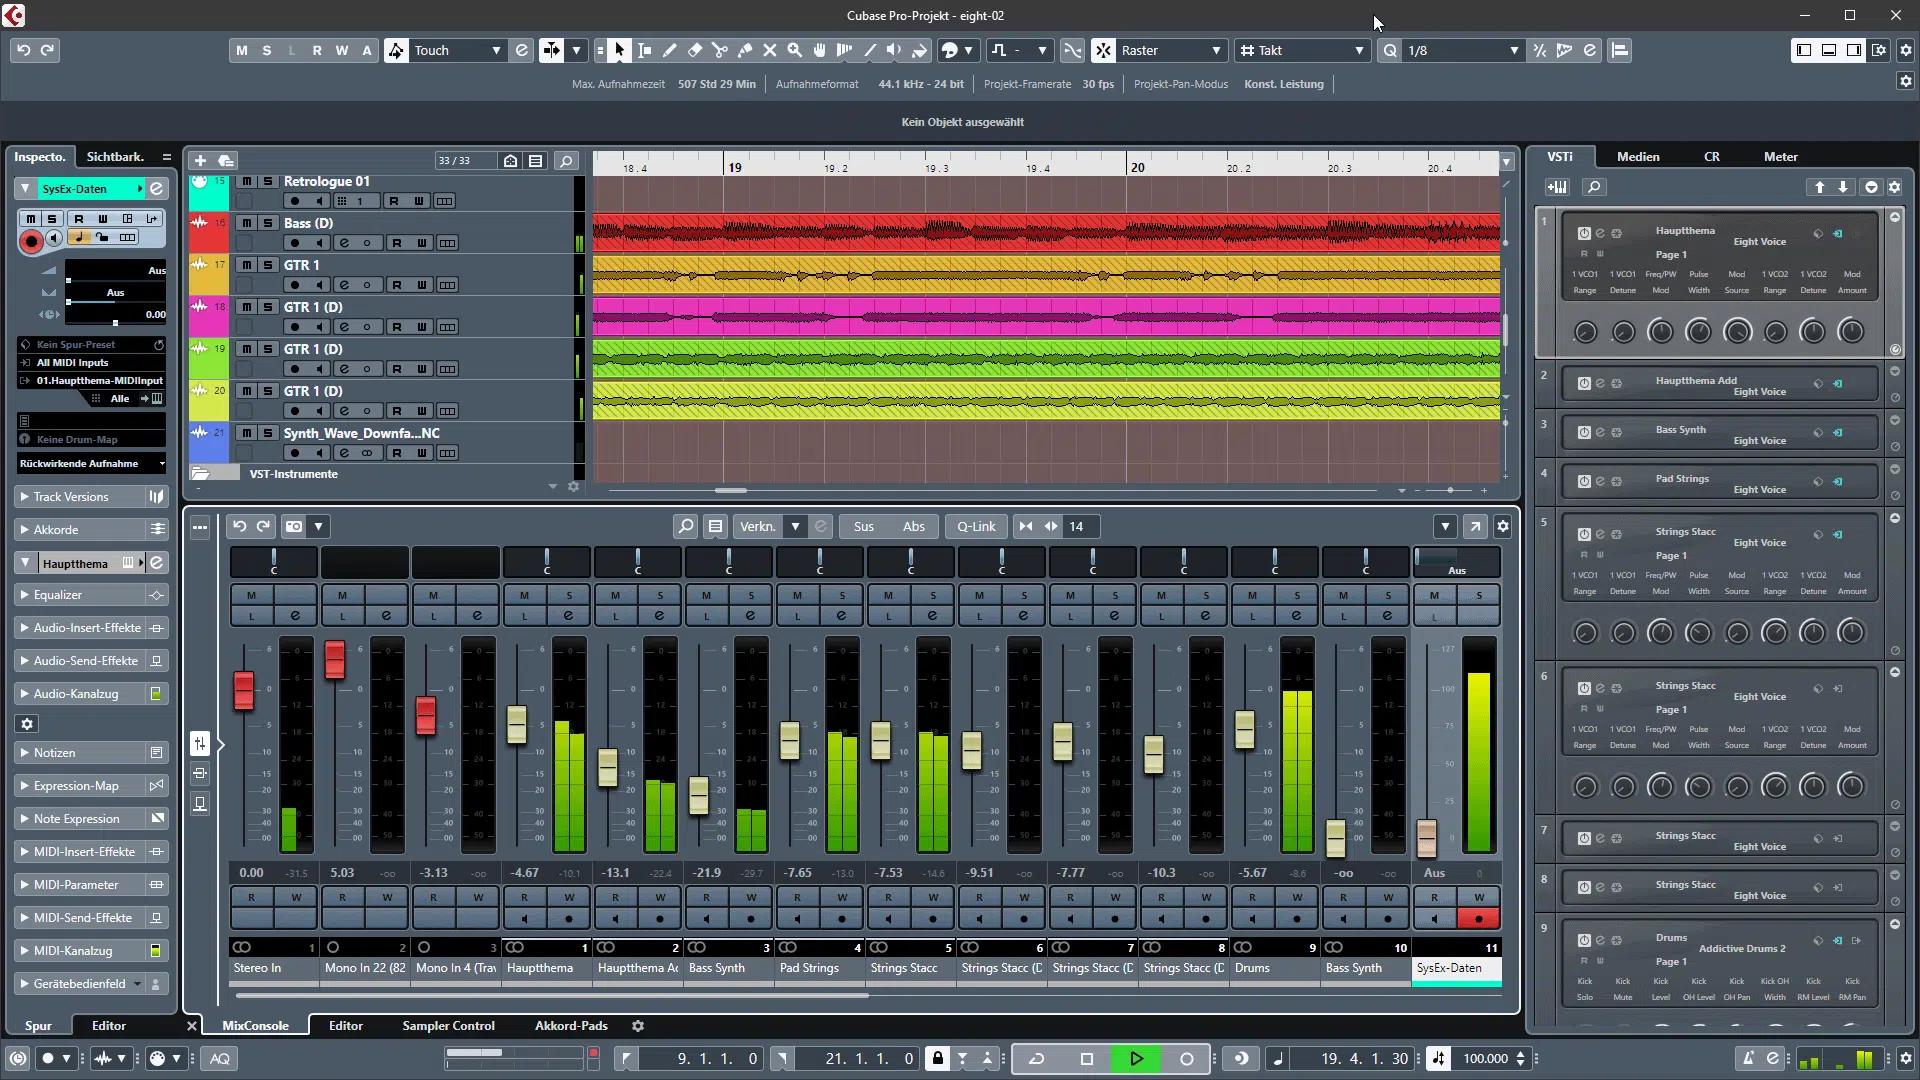 Cubase Pro-Projekt - eight-02
M S L R W A Touch Raster Takt Q 1/8
Max. Aufnahmezeit 507 Std 29 Min Aufnahmeformat 44.1 kHz - 24 bit Projekt-Framerate 30 fps Projekt-Pan-Modus Konst. Leistung
Kein Objekt ausgewählt
Inspecto. Sichtbark.
SysEx-Daten
M S R W
Aus
Aus
0.00
Kein Spur-Preset
All MIDI Inputs
01.Hauptthema-MIDIInput
Alle
Keine Drum-Map
Rückwirkende Aufnahme
Track Versions
Akkorde
Hauptthema
Equalizer
Audio-Insert-Effekte
Audio-Send-Effekte
Audio-Kanalzug
Notizen
Expression-Map
Note Expression
MIDI-Insert-Effekte
MIDI-Parameter
MIDI-Send-Effekte
MIDI-Kanalzug
Gerätebedienfeld
Spur Editor
33 / 33
18.4 19 19.2 19.3 19.4 20 20.2 20.3 20.4
15 M S Retrologue 01
1 R W
16 M S Bass (D)
R W
17 M S GTR 1
R W
18 M S GTR 1 (D)
R W
19 M S GTR 1 (D)
R W
20 M S GTR 1 (D)
R W
21 M S Synth_Wave_Downfa...NC
R W
VST-Instrumente
Verkn. Sus Abs Q-Link 14
C C C C C C C C C C C Aus
0.00 -31.5 5.03 -oo -3.13 -oo -4.67 -10.1 -13.1 -22.4 -21.9 -29.7 -7.65 -13.0 -7.53 -14.6 -9.51 -oo -7.77 -oo -10.3 -oo -5.67 -8.6 -oo -oo Aus 0
R W R W R W R W R W R W R W R W R W R W R W R W R W R W
1 2 3 1 2 3 4 5 6 7 8 9 10 11
Stereo In Mono In 22 (82 Mono In 4 (Trav Hauptthema Hauptthema Ac Bass Synth Pad Strings Strings Stacc Strings Stacc (D Strings Stacc (D Strings Stacc (D Drums Bass Synth SysEx-Daten
MixConsole Editor Sampler Control Akkord-Pads
VSTi Medien CR Meter
1 Hauptthema Eight Voice
R W Page 1
1 VCO1 1 VCO1 Freq/PW Pulse Mod 1 VCO2 1 VCO2 Mod
Range Detune Mod Width Source Range Detune Amount
2 Hauptthema Add Eight Voice
3 Bass Synth Eight Voice
4 Pad Strings Eight Voice
5 Strings Stacc Eight Voice
R W Page 1
1 VCO1 1 VCO1 Freq/PW Pulse Mod 1 VCO2 1 VCO2 Mod
Range Detune Mod Width Source Range Detune Amount
6 Strings Stacc Eight Voice
R W Page 1
1 VCO1 1 VCO1 Freq/PW Pulse Mod 1 VCO2 1 VCO2 Mod
Range Detune Mod Width Source Range Detune Amount
7 Strings Stacc Eight Voice
8 Strings Stacc Eight Voice
9 Drums Addictive Drums 2
R W Page 1
Kick Kick Kick Kick Kick Kick OH Kick Kick
Solo Mute Level OH Level OH Pan Width RM Level RM Pan
AQ 9. 1. 1. 0 21. 1. 1. 0 19. 4. 1. 30 100.000